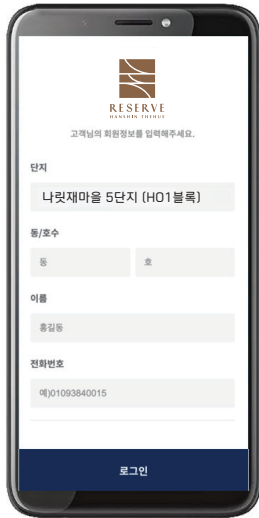 RESERVE
HANSHIN THEHUE
고객님의 회원정보를 입력해주세요.
단지
나릿재마을 5단지 (HO1블록)
동/호수
동 호
이름
홍길동
전화번호
예)01093840015
로그인